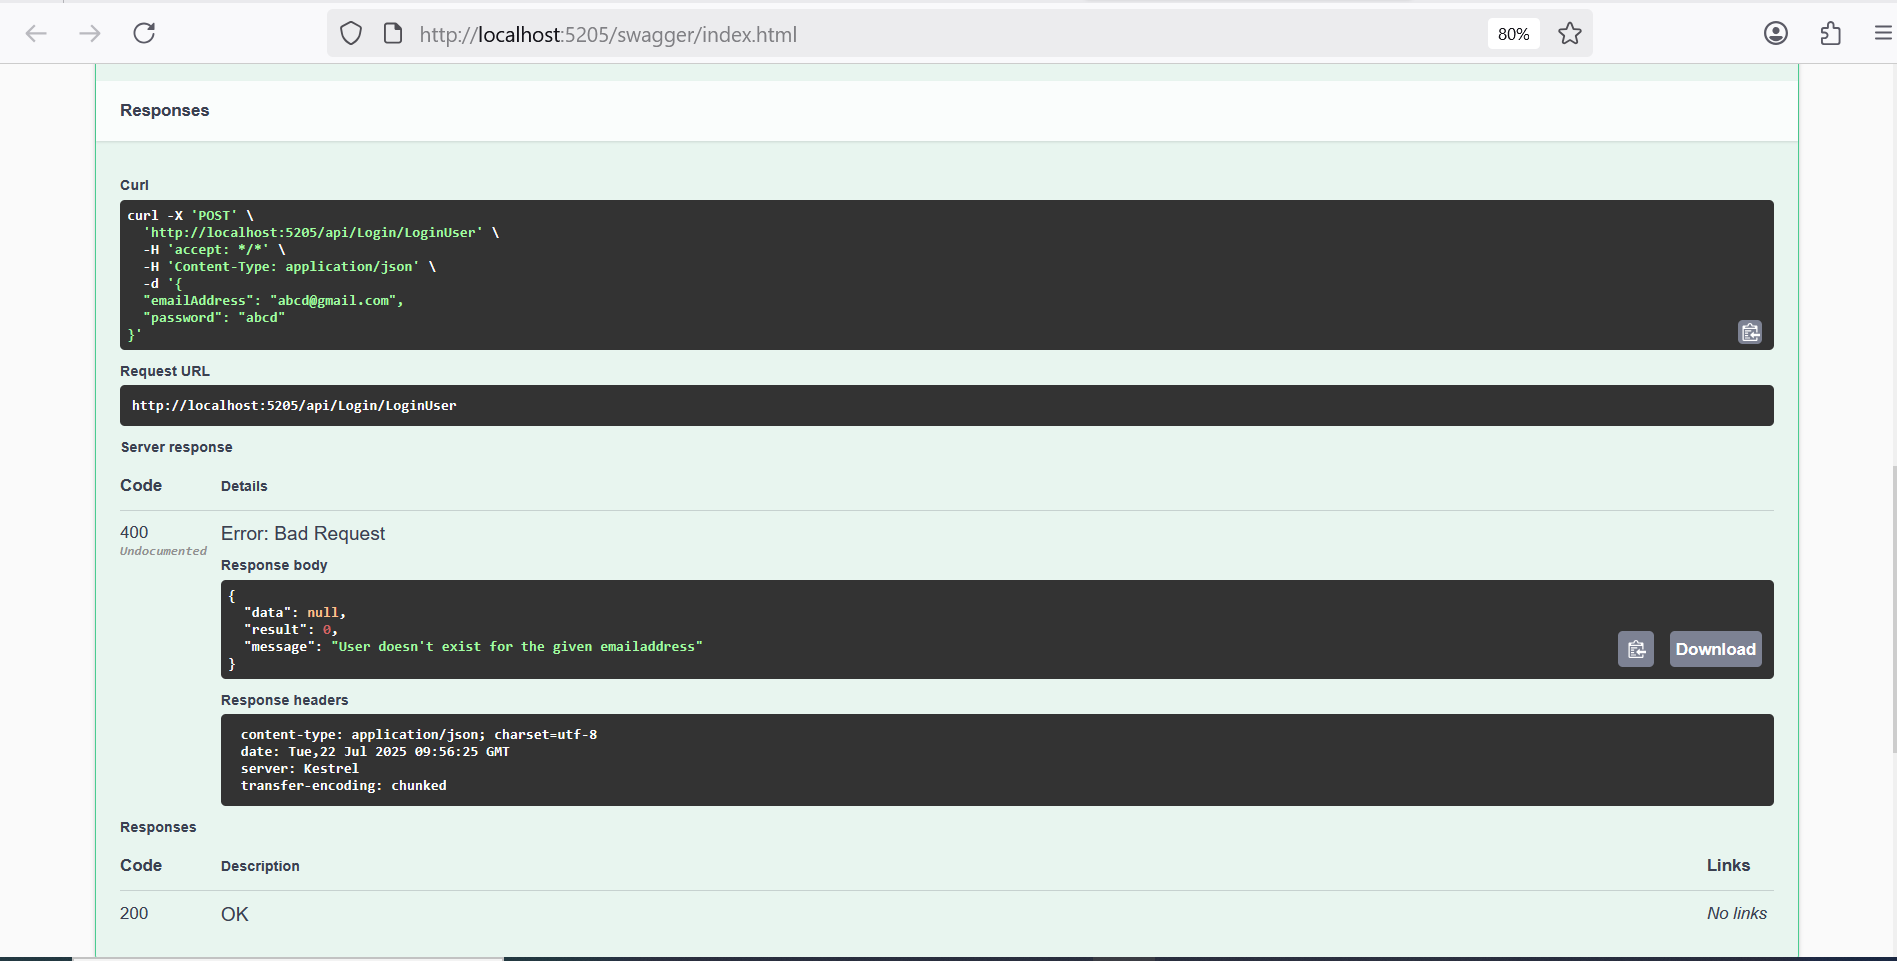 http://localhost:5205/swagger/index.html
80%
Responses
Curl
curl -X 'POST' \
  'http://localhost:5205/api/Login/LoginUser' \
  -H 'accept: */*' \
  -H 'Content-Type: application/json' \
  -d '{
  "emailAddress": "abcd@gmail.com",
  "password": "abcd"
}'
Request URL
http://localhost:5205/api/Login/LoginUser
Server response
Code Details
400 Error: Bad Request
Undocumented
Response body
{
  "data": null,
  "result": 0,
  "message": "User doesn't exist for the given emailaddress"
}
Download
Response headers
content-type: application/json; charset=utf-8
date: Tue,22 Jul 2025 09:56:25 GMT
server: Kestrel
transfer-encoding: chunked
Responses
Code Description Links
200 OK No links